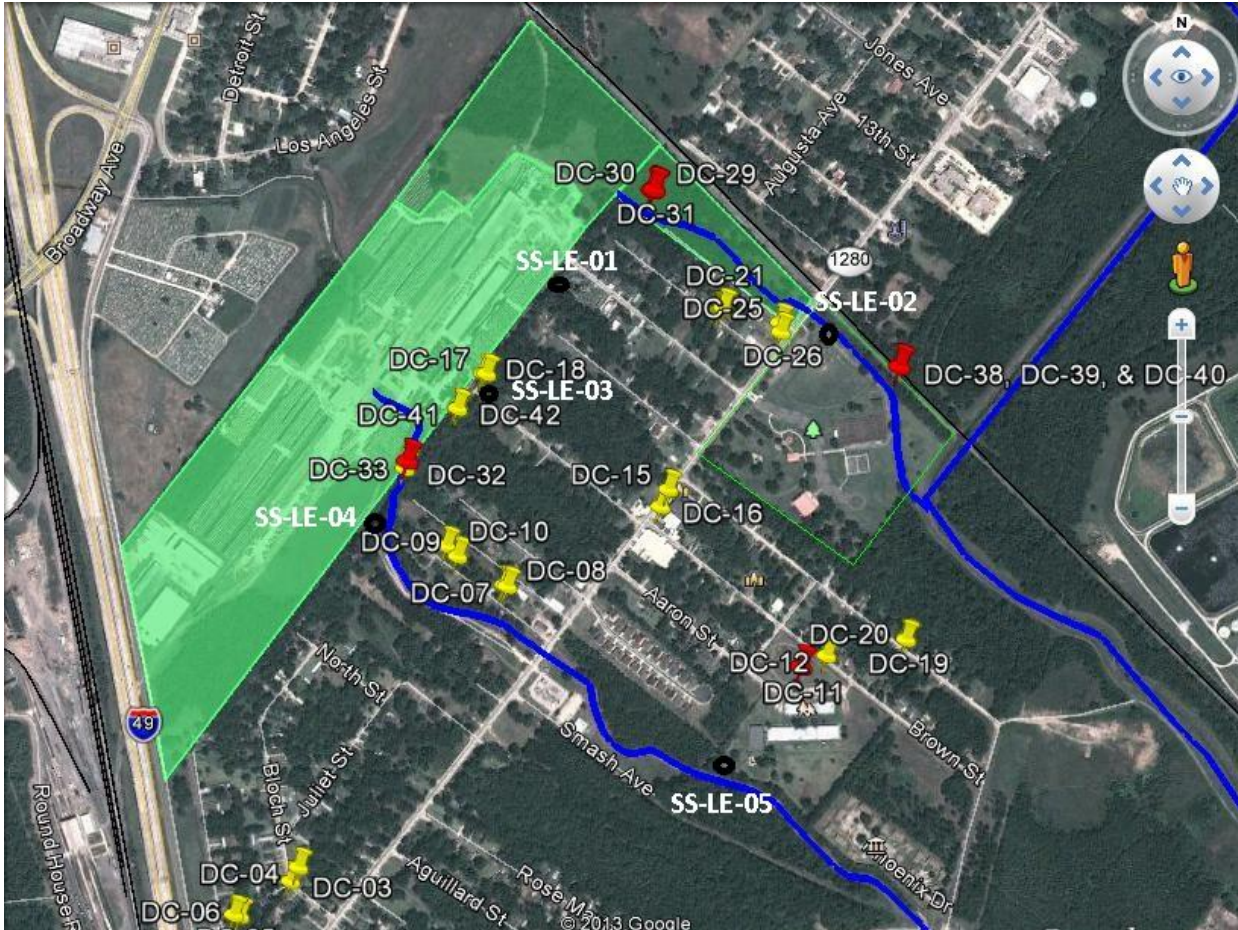 N
Jones Ave
Detroit St
13th St
Augusta Ave
Los Angeles St
Broadway Ave
DC-30
DC-29
DC-31
1280
SS-LE-01
DC-21
SS-LE-02
DC-25
DC-26
DC-17
DC-18
DC-38, DC-39, & DC-40
SS-LE-03
DC-41
DC-42
DC-33
DC-32
DC-15
DC-16
SS-LE-04
DC-09
DC-10
DC-08
DC-07
Aaron St
North St
DC-20
DC-12
DC-19
DC-11
49
Juliet St
Bloch St
Smash Ave
Brown St
SS-LE-05
DC-04
DC-03
DC-06
Aguillard St
Rose Ma
Phoenix Dr
Round House R
© 2013 Google